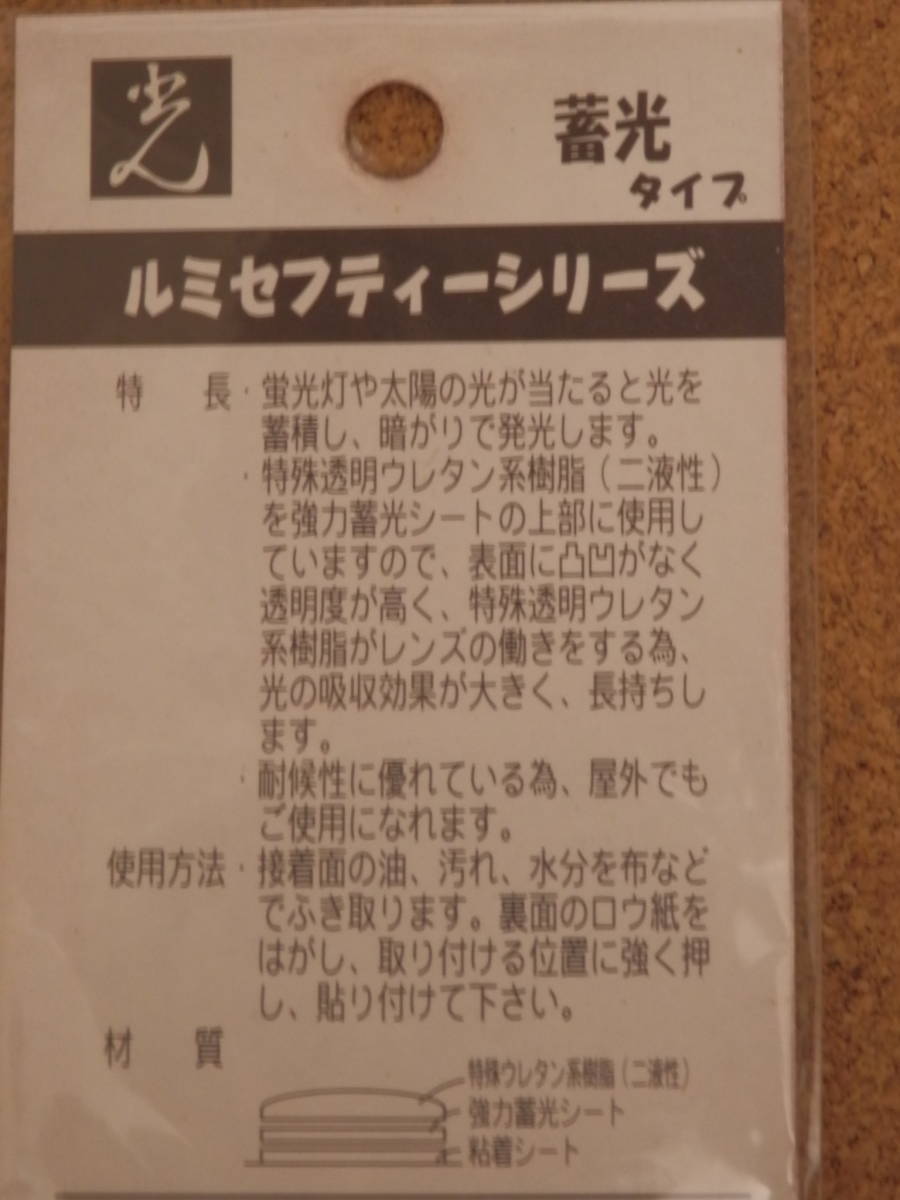 光
蓄光
タイプ
ルミセフティーシリーズ
特　長・蛍光灯や太陽の光が当たると光を
蓄積し、暗がりで発光します。
・特殊透明ウレタン系樹脂(二液性)
を強力蓄光シートの上部に使用し
ていますので、表面に凸凹がなく
透明度が高く、特殊透明ウレタン
系樹脂がレンズの働きをする為、
光の吸収効果が大きく、長持ちし
ます。
・耐候性に優れている為、屋外でも
ご使用になれます。
使用方法・接着面の油、汚れ、水分を布など
でふき取ります。裏面のロウ紙を
はがし、取り付ける位置に強く押
し、貼り付けて下さい。
材　質
特殊ウレタン系樹脂(二液性)
強力蓄光シート
粘着シート